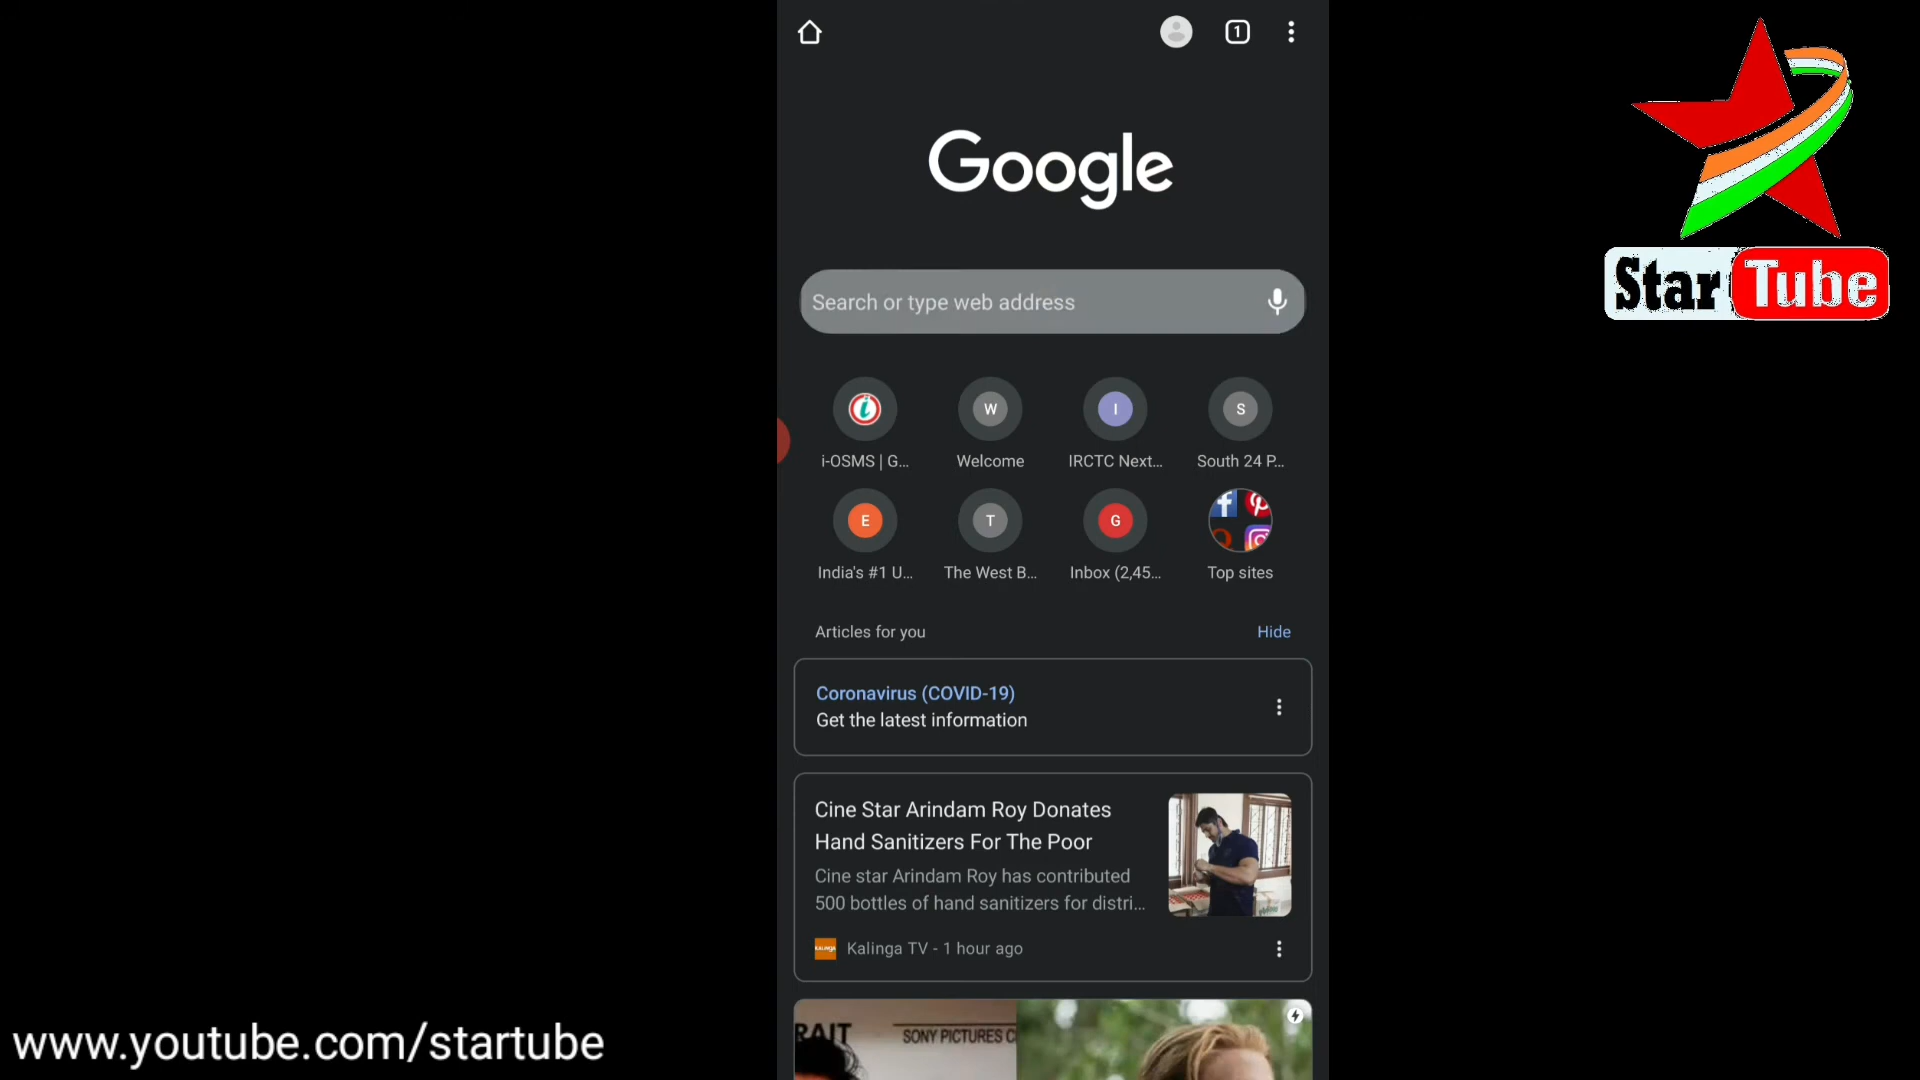 1
Google
Search or type web address
i-OSMS | G...
W
Welcome
I
IRCTC Next...
S
South 24 P...
E
India's #1 U...
T
The West B...
G
Inbox (2,45...
Top sites
Articles for you
Hide
Coronavirus (COVID-19)
Get the latest information
Cine Star Arindam Roy Donates
Hand Sanitizers For The Poor
Cine star Arindam Roy has contributed
500 bottles of hand sanitizers for distri...
Kalinga TV - 1 hour ago
RAIT
SONY PICTURES C
Star Tube
www.youtube.com/startube